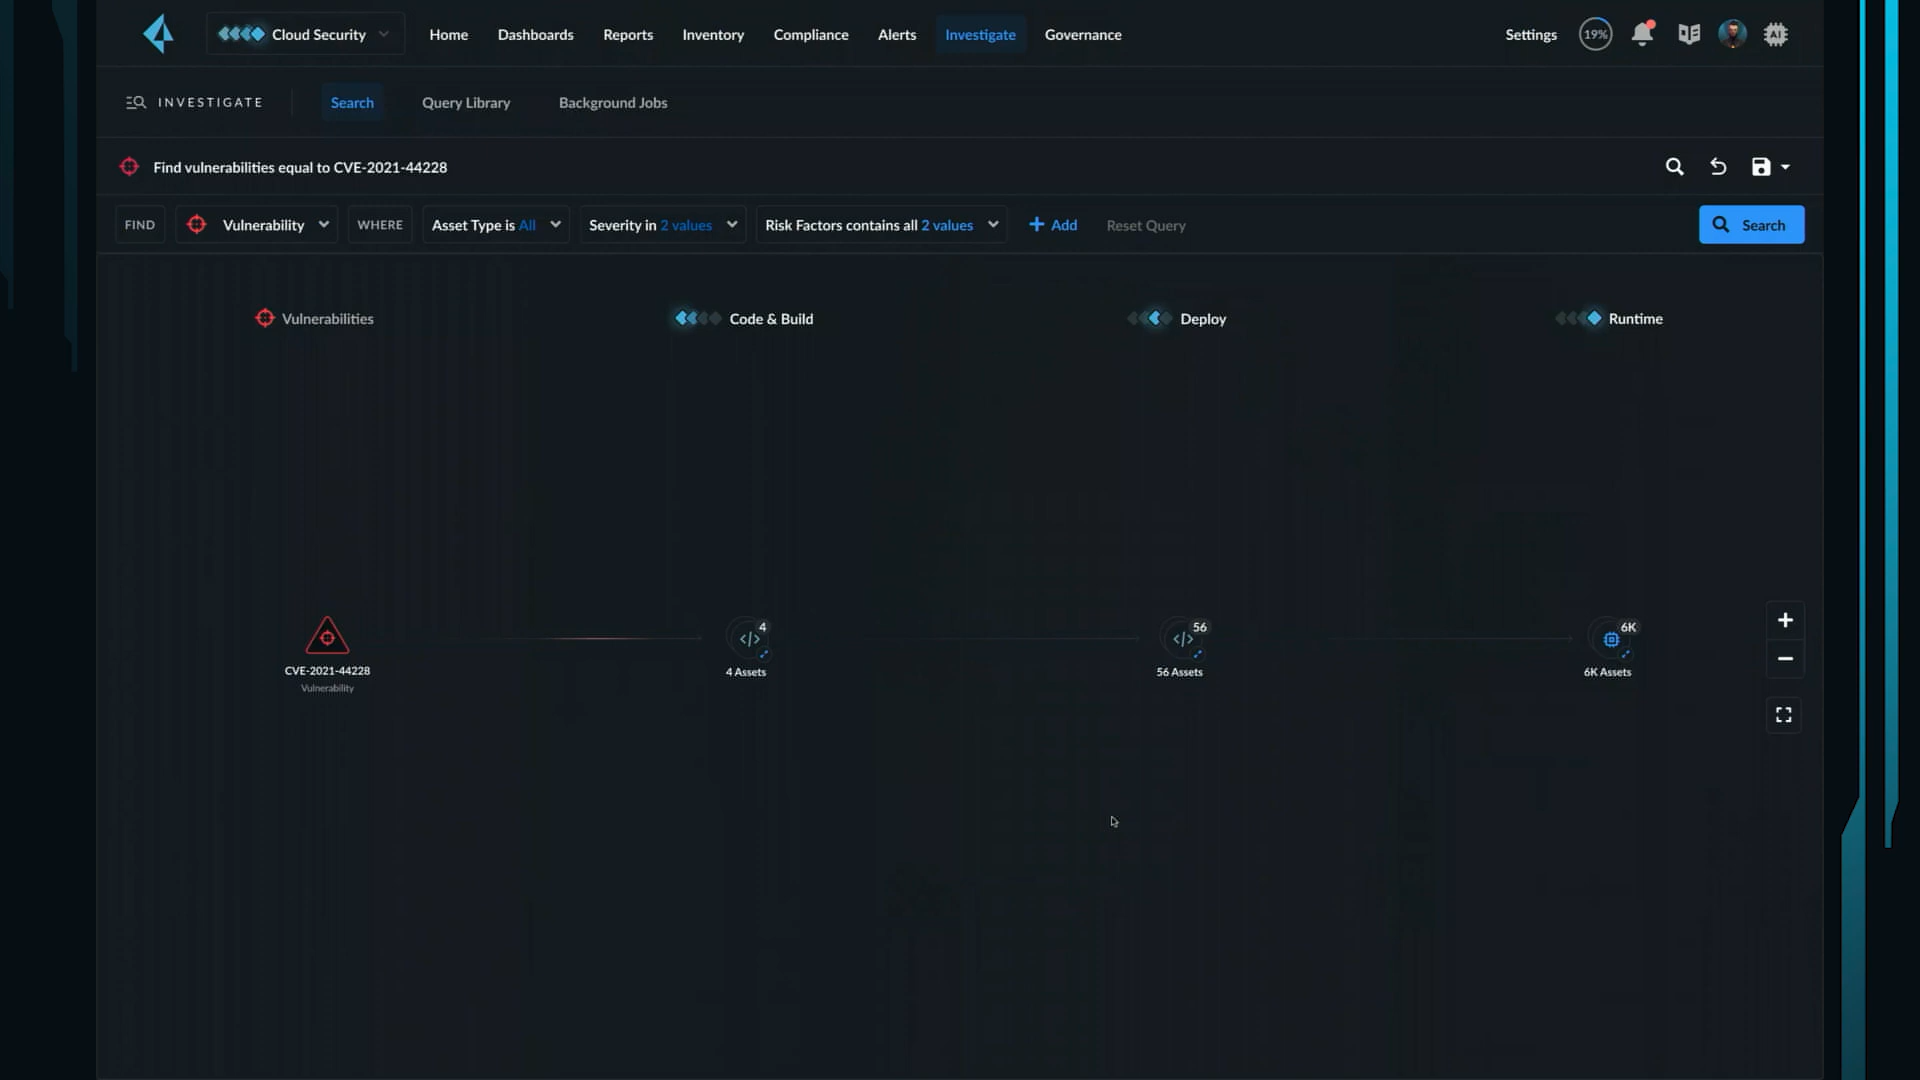 Cloud Security
Home
Dashboards
Reports
Inventory
Compliance
Alerts
Investigate
Governance
Settings
19%
AI
INVESTIGATE
Search
Query Library
Background Jobs
Find vulnerabilities equal to CVE-2021-44228
FIND
Vulnerability
WHERE
Asset Type is All
Severity in 2 values
Risk Factors contains all 2 values
+ Add
Reset Query
Search
Vulnerabilities
Code & Build
Deploy
Runtime
CVE-2021-44228
Vulnerability
4
4 Assets
56
56 Assets
6K
6K Assets